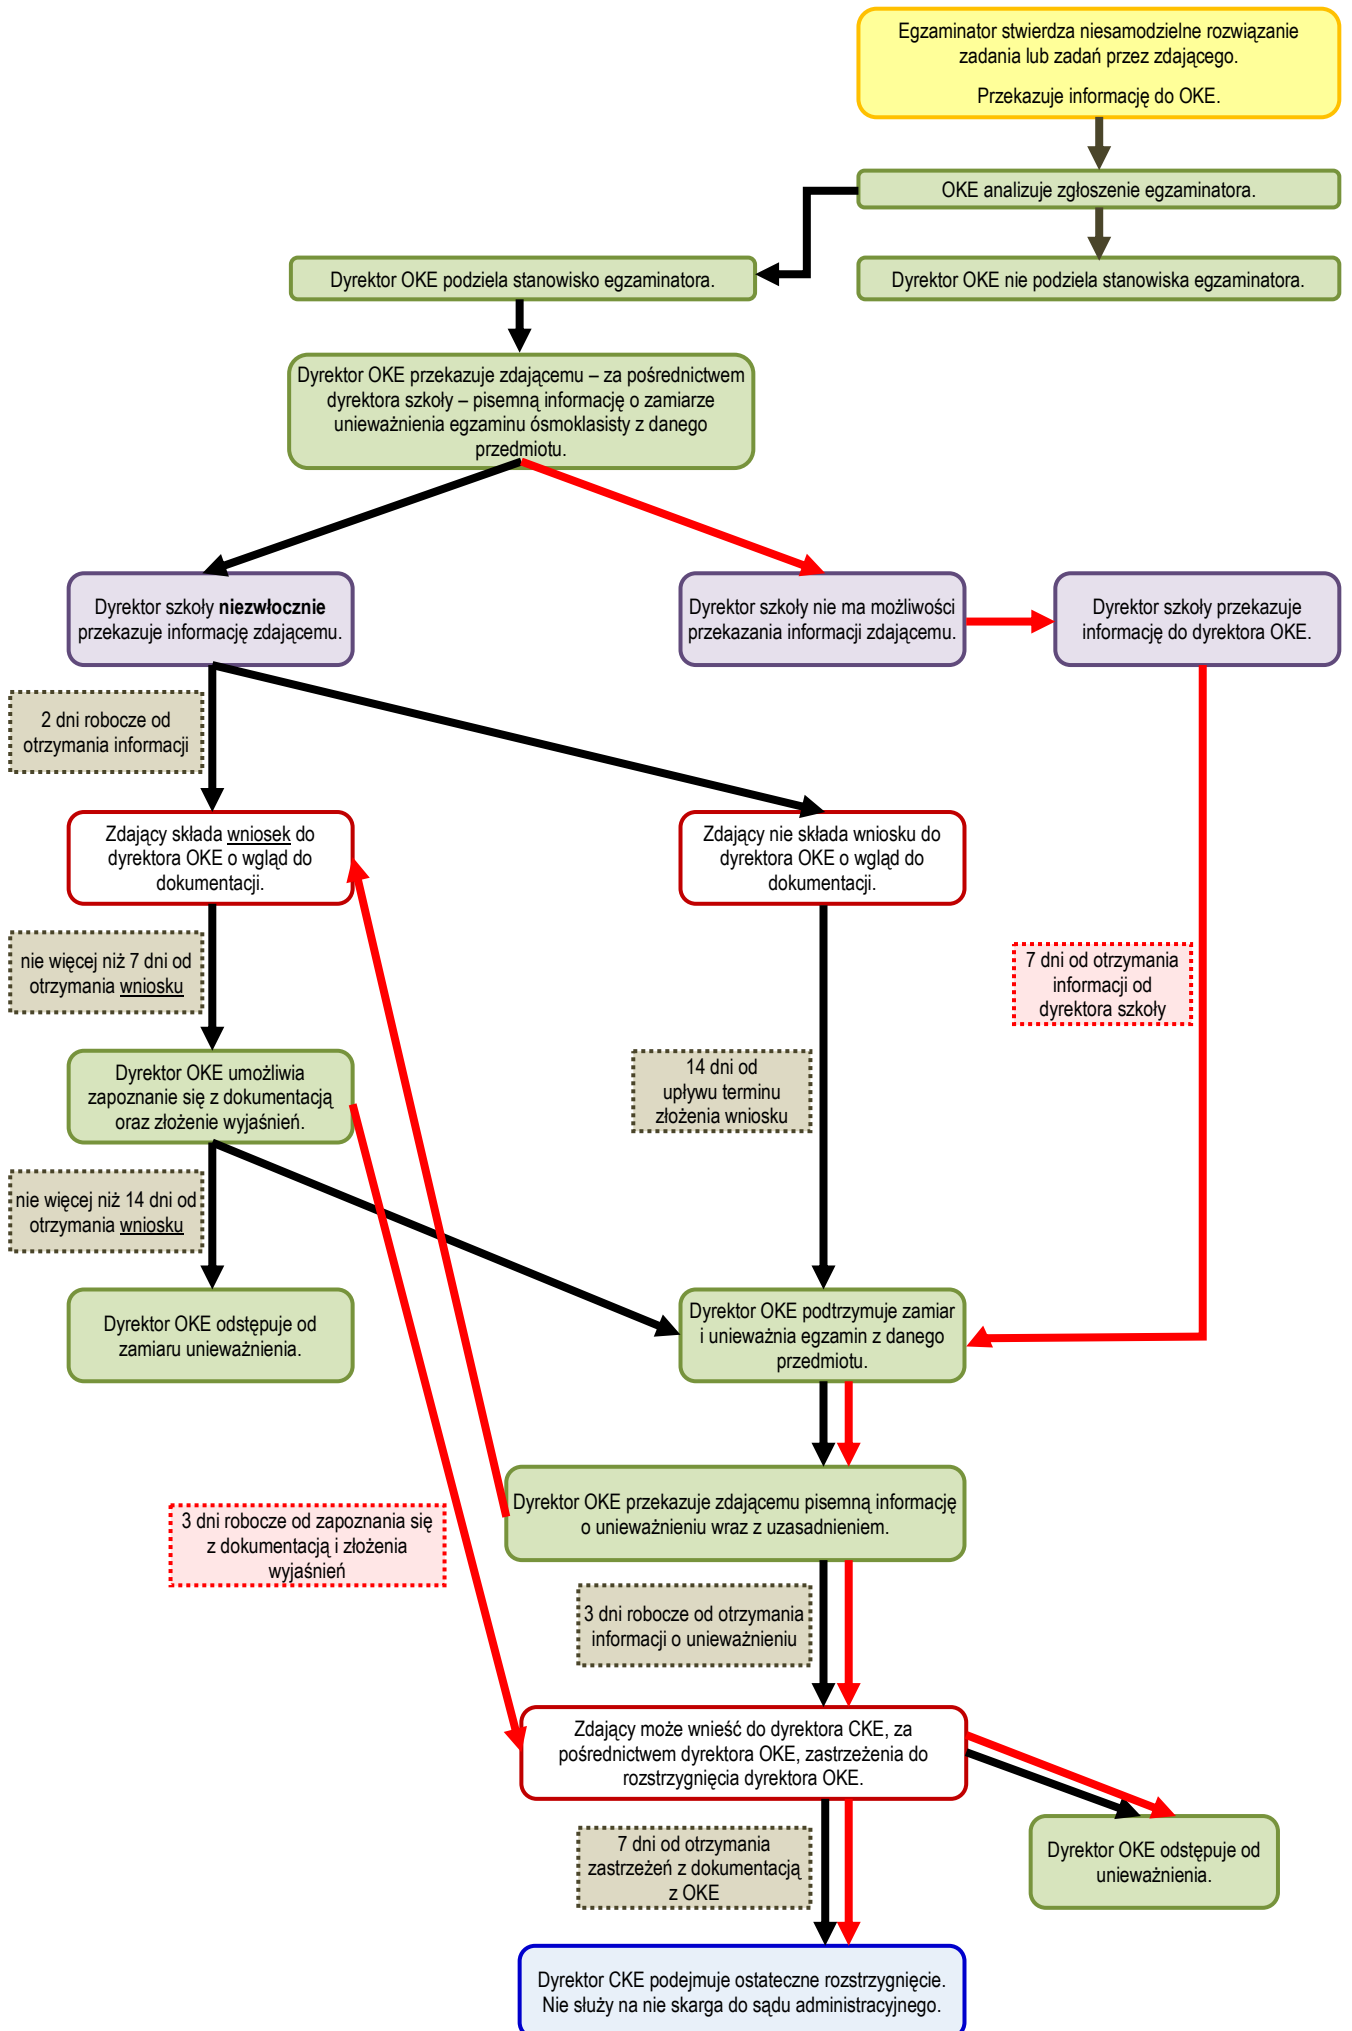 Egzaminator stwierdza niesamodzielne rozwiązanie
zadania lub zadań przez zdającego.
Przekazuje informację do OKE.
OKE analizuje zgłoszenie egzaminatora.
Dyrektor OKE podziela stanowisko egzaminatora.
Dyrektor OKE nie podziela stanowiska egzaminatora.
Dyrektor OKE przekazuje zdającemu – za pośrednictwem
dyrektora szkoły – pisemną informację o zamiarze
unieważnienia egzaminu ósmoklasisty z danego
przedmiotu.
Dyrektor szkoły niezwłocznie
przekazuje informację zdającemu.
Dyrektor szkoły nie ma możliwości
przekazania informacji zdającemu.
Dyrektor szkoły przekazuje
informację do dyrektora OKE.
2 dni robocze od
otrzymania informacji
Zdający składa wniosek do
dyrektora OKE o wgląd do
dokumentacji.
Zdający nie składa wniosku do
dyrektora OKE o wgląd do
dokumentacji.
nie więcej niż 7 dni od
otrzymania wniosku
7 dni od otrzymania
informacji od
dyrektora szkoły
Dyrektor OKE umożliwia
zapoznanie się z dokumentacją
oraz złożenie wyjaśnień.
14 dni od
upływu terminu
złożenia wniosku
nie więcej niż 14 dni od
otrzymania wniosku
Dyrektor OKE odstępuje od
zamiaru unieważnienia.
Dyrektor OKE podtrzymuje zamiar
i unieważnia egzamin z danego
przedmiotu.
Dyrektor OKE przekazuje zdającemu pisemną informację
o unieważnieniu wraz z uzasadnieniem.
3 dni robocze od zapoznania się
z dokumentacją i złożenia
wyjaśnień
3 dni robocze od otrzymania
informacji o unieważnieniu
Zdający może wnieść do dyrektora CKE, za
pośrednictwem dyrektora OKE, zastrzeżenia do
rozstrzygnięcia dyrektora OKE.
7 dni od otrzymania
zastrzeżeń z dokumentacją
z OKE
Dyrektor OKE odstępuje od
unieważnienia.
Dyrektor CKE podejmuje ostateczne rozstrzygnięcie.
Nie służy na nie skarga do sądu administracyjnego.